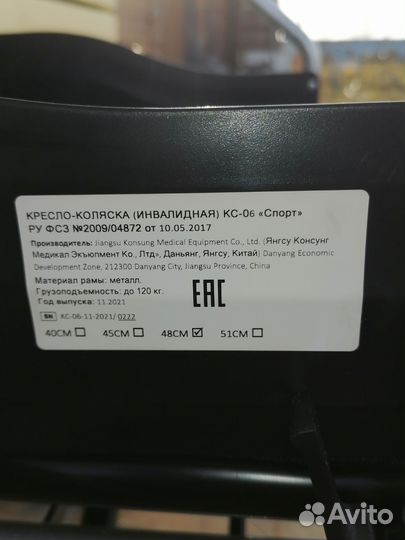 КРЕСЛО-КОЛЯСКА (ИНВАЛИДНАЯ) КС-06 «Спорт»
РУ ФСЗ №2009/04872 от 10.05.2017
Производитель: Jiangsu Konsung Medical Equipment Co., Ltd. (Янгсу Консунг
Медикал Экъюпмент Ко., Лтд», Даньянг, Янгсу, Китай) Danyang Economic
Development Zone, 212300 Danyang City, Jiangsu Province, China
Материал рамы: металл.
Грузоподъемность: до 120 кг.
Год выпуска: 11.2021
EAC
SN КС-06-11-2021/ 0222
40СМ 45СМ 48СМ 51СМ
Avito